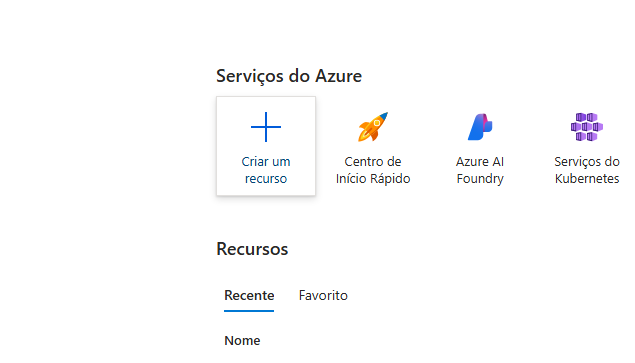 Serviços do Azure
Criar um
recurso
Centro de
Início Rápido
Azure AI
Foundry
Serviços do
Kubernetes
Recursos
Recente
Favorito
Nome